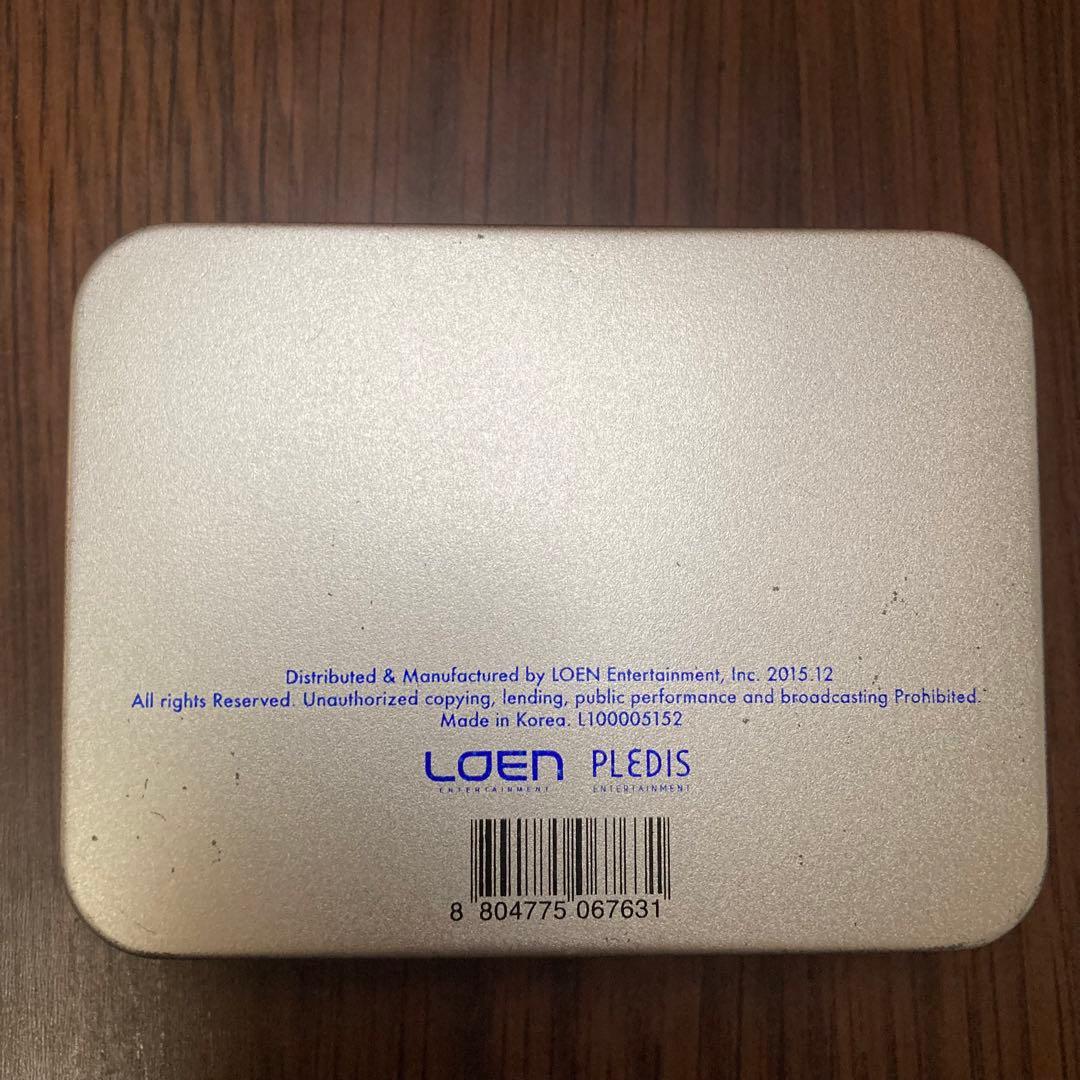 Distributed & Manufactured by LOEN Entertainment, Inc. 2015.12
All rights Reserved. Unauthorized copying, lending, public performance and broadcasting Prohibited.
Made in Korea. L100005152
LOEN PLEDIS
ENTERTAINMENT ENTERTAINMENT
8 804775 067631